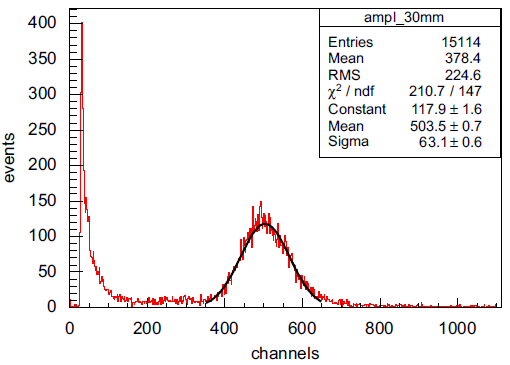 ampl_30mm
Entries 15114
Mean 378.4
RMS 224.6
χ² / ndf 210.7 / 147
Constant 117.9 ± 1.6
Mean 503.5 ± 0.7
Sigma 63.1 ± 0.6
400
350
300
250
200
150
100
50
0
events
0 200 400 600 800 1000
channels